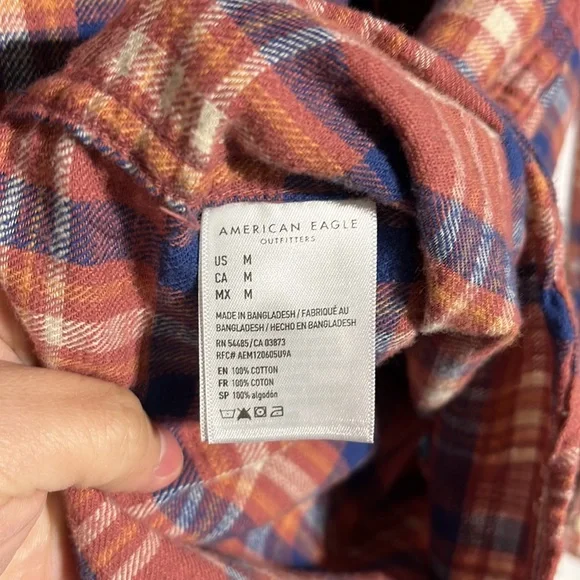 AMERICAN EAGLE
OUTFITTERS
US M
CA M
MX M
MADE IN BANGLADESH / FABRIQUÉ AU
BANGLADESH / HECHO EN BANGLADESH
RN 54485/CA 03873
RFC# AEM120605U9A
EN 100% COTTON
FR 100% COTON
SP 100% algodón